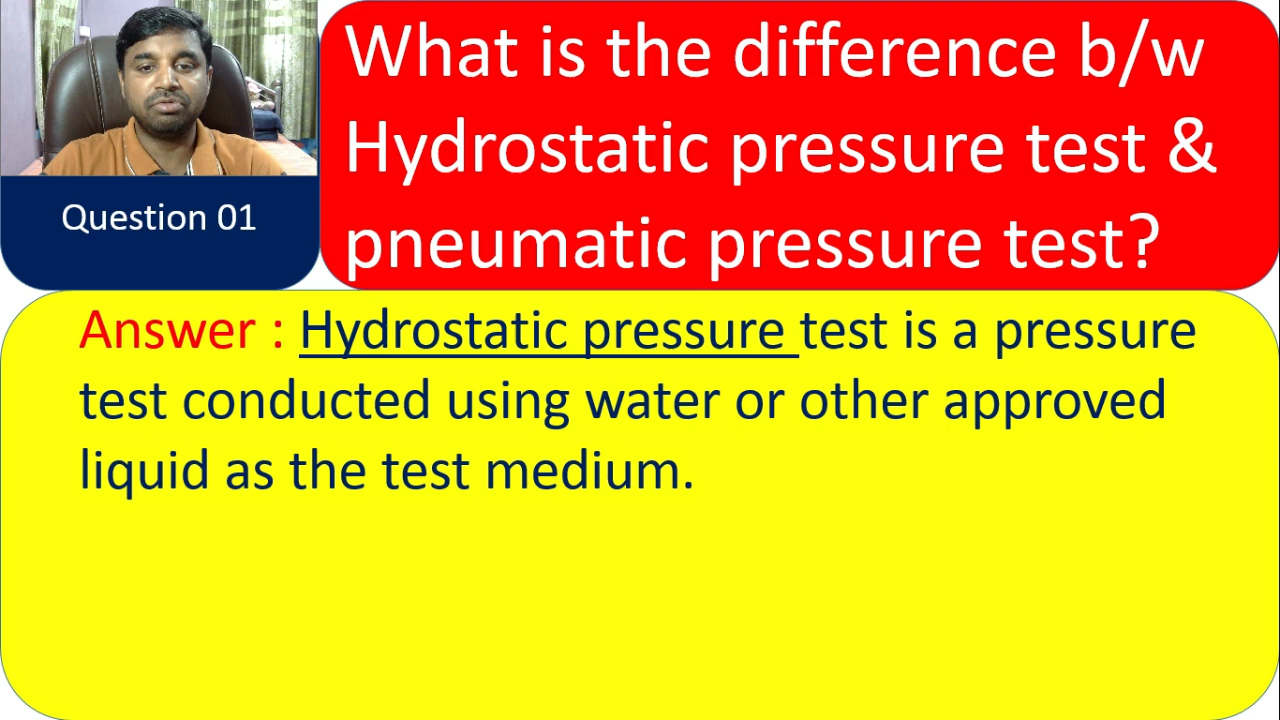 Question 01
What is the difference b/w
Hydrostatic pressure test &
pneumatic pressure test?
Answer : Hydrostatic pressure test is a pressure
test conducted using water or other approved
liquid as the test medium.